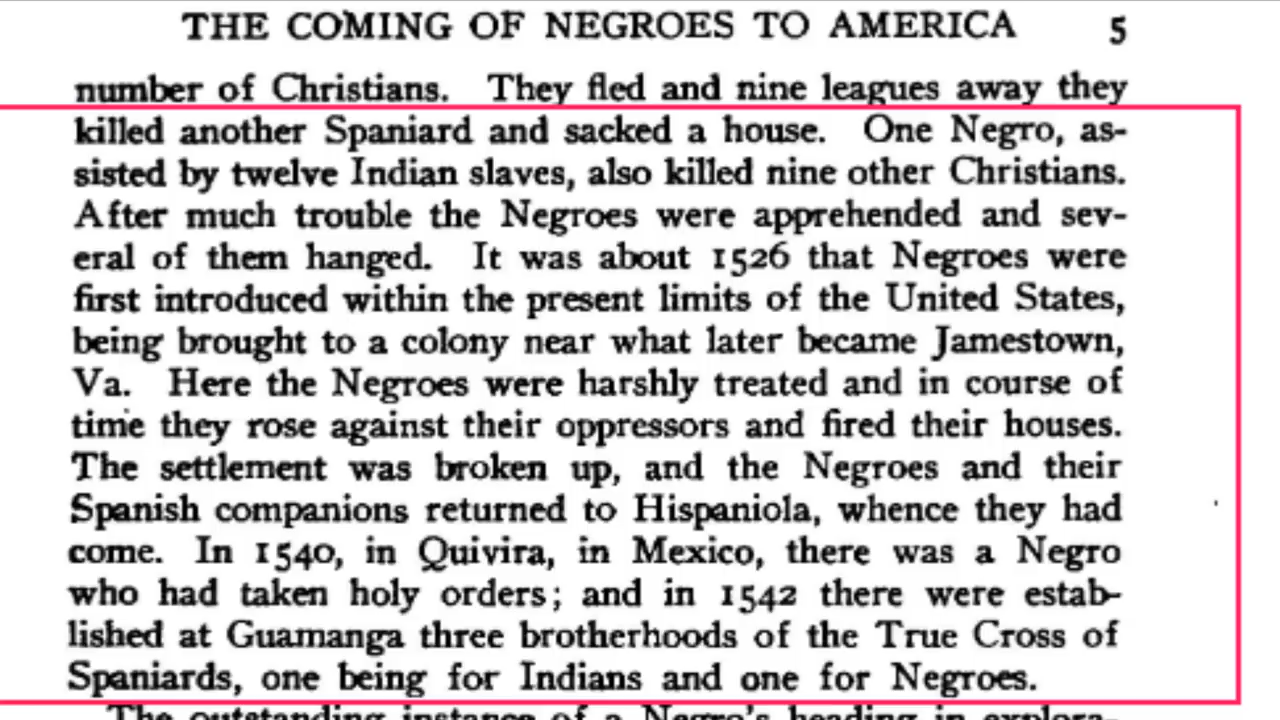 THE COMING OF NEGROES TO AMERICA 5
number of Christians. They fled and nine leagues away they
killed another Spaniard and sacked a house. One Negro, as-
sisted by twelve Indian slaves, also killed nine other Christians.
After much trouble the Negroes were apprehended and sev-
eral of them hanged. It was about 1526 that Negroes were
first introduced within the present limits of the United States,
being brought to a colony near what later became Jamestown,
Va. Here the Negroes were harshly treated and in course of
time they rose against their oppressors and fired their houses.
The settlement was broken up, and the Negroes and their
Spanish companions returned to Hispaniola, whence they had
come. In 1540, in Quivira, in Mexico, there was a Negro
who had taken holy orders; and in 1542 there were estab-
lished at Guamanga three brotherhoods of the True Cross of
Spaniards, one being for Indians and one for Negroes.
The outstanding instance of a Negro's heading in explora-